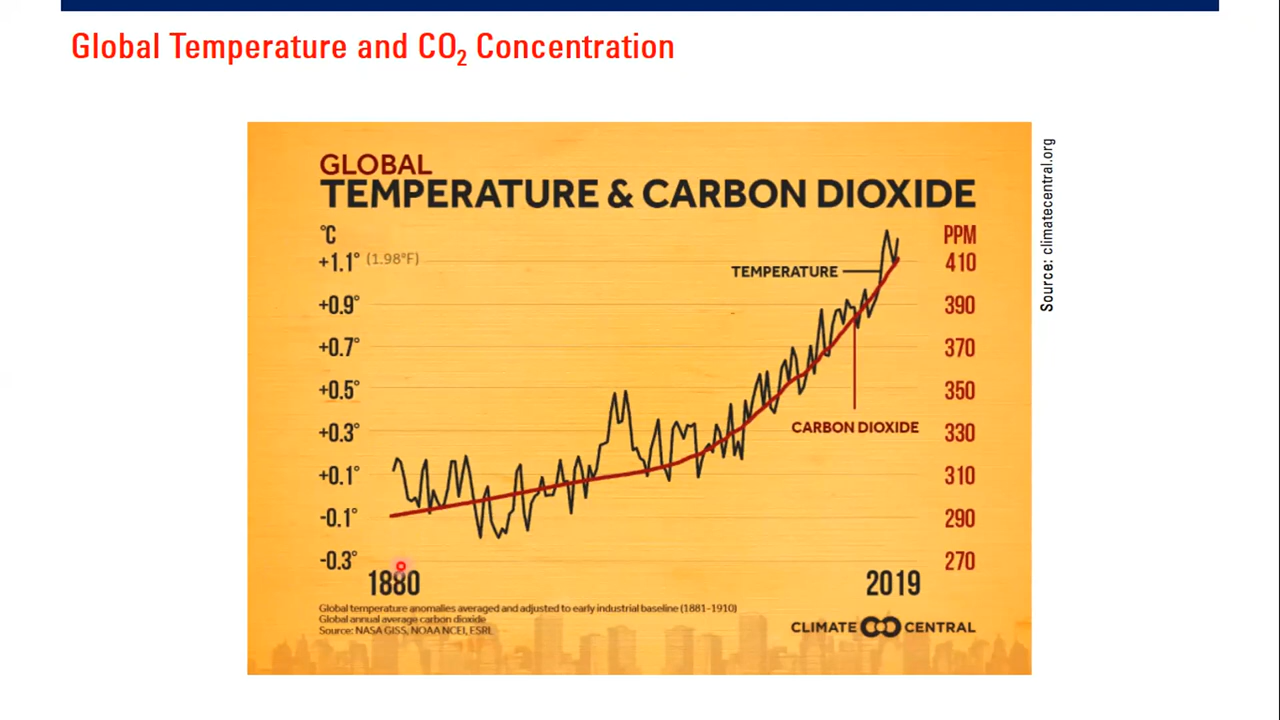 Global Temperature and CO₂ Concentration
GLOBAL
TEMPERATURE & CARBON DIOXIDE
°C
PPM
+1.1° (1.98°F)
410
+0.9°
390
+0.7°
370
+0.5°
350
+0.3°
330
+0.1°
310
-0.1°
290
-0.3°
270
TEMPERATURE
CARBON DIOXIDE
1880
2019
Global temperature anomalies averaged and adjusted to early industrial baseline (1881-1910)
Global annual average carbon dioxide
Source: NASA GISS, NOAA NCEI, ESRL
CLIMATE CENTRAL
Source: climatecentral.org